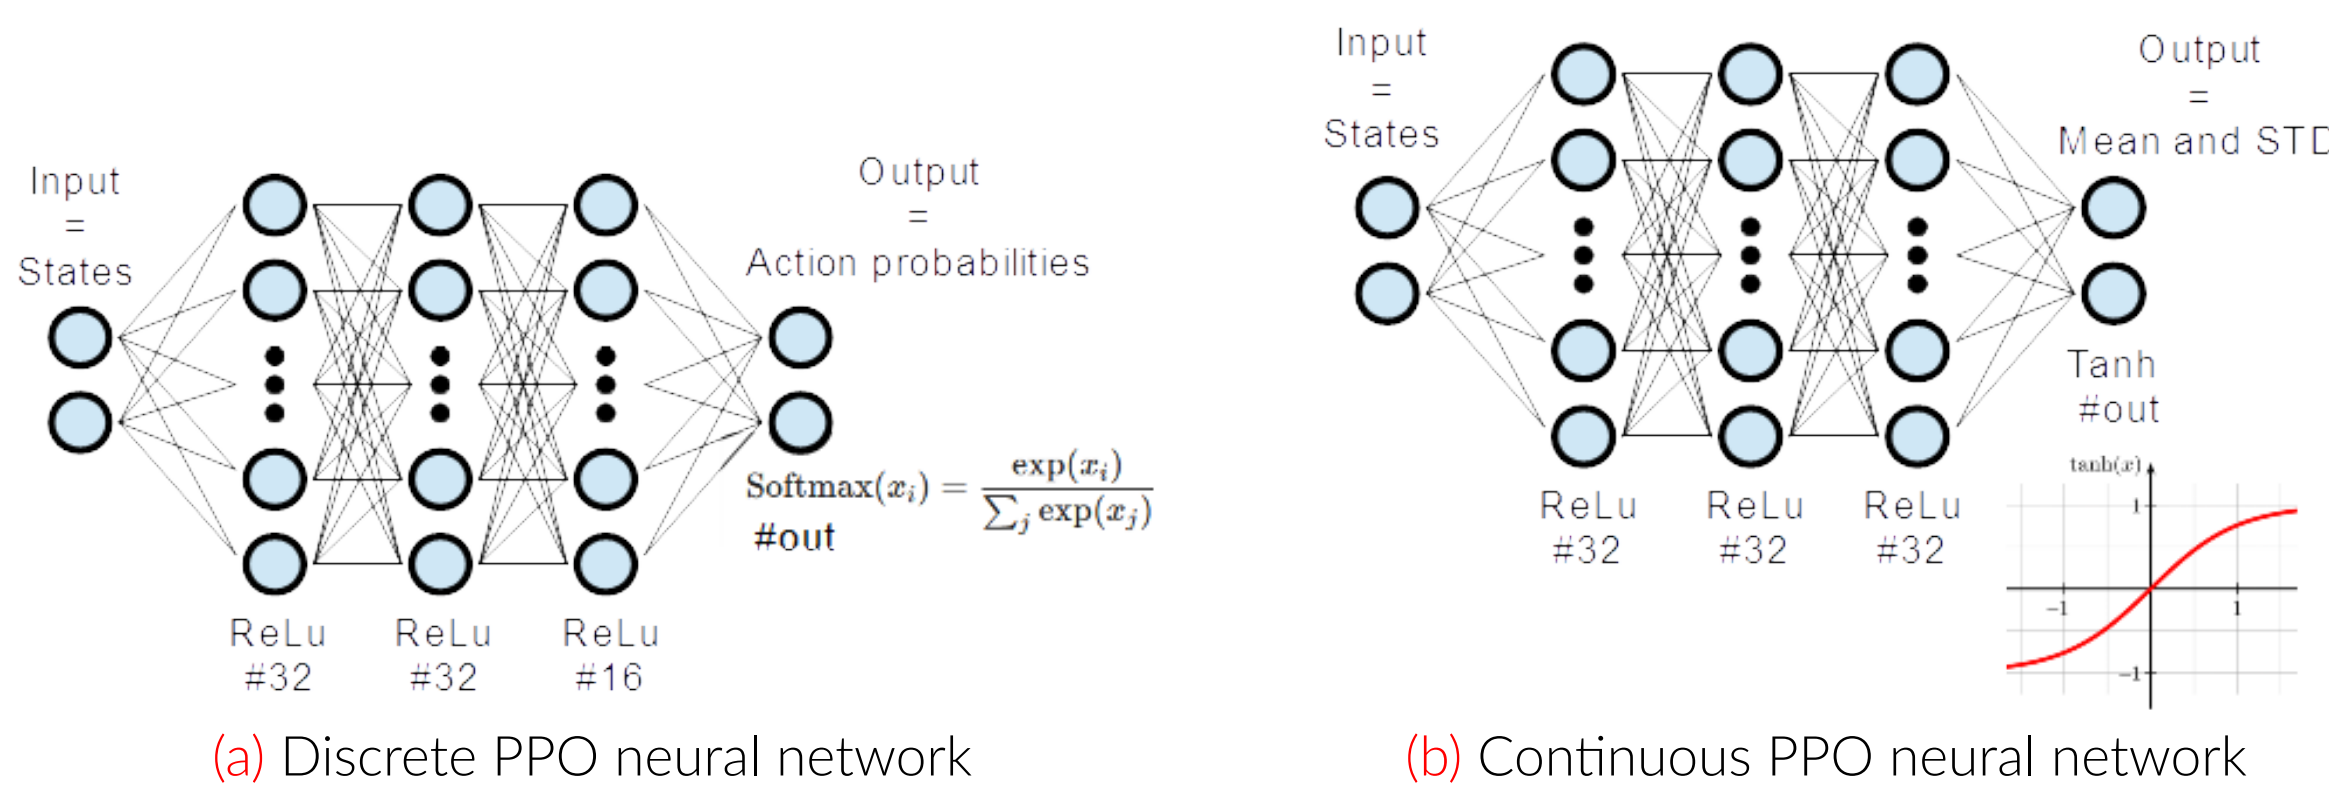 Input
=
States
Output
=
Action probabilities
Softmax(x_i) = exp(x_i) / ∑_j exp(x_j)
#out
ReLu
#32
ReLu
#32
ReLu
#16
(a) Discrete PPO neural network
Input
=
States
Output
=
Mean and STD
Tanh
#out
tanh(x)
1
−1
1
−1
ReLu
#32
ReLu
#32
ReLu
#32
(b) Continuous PPO neural network